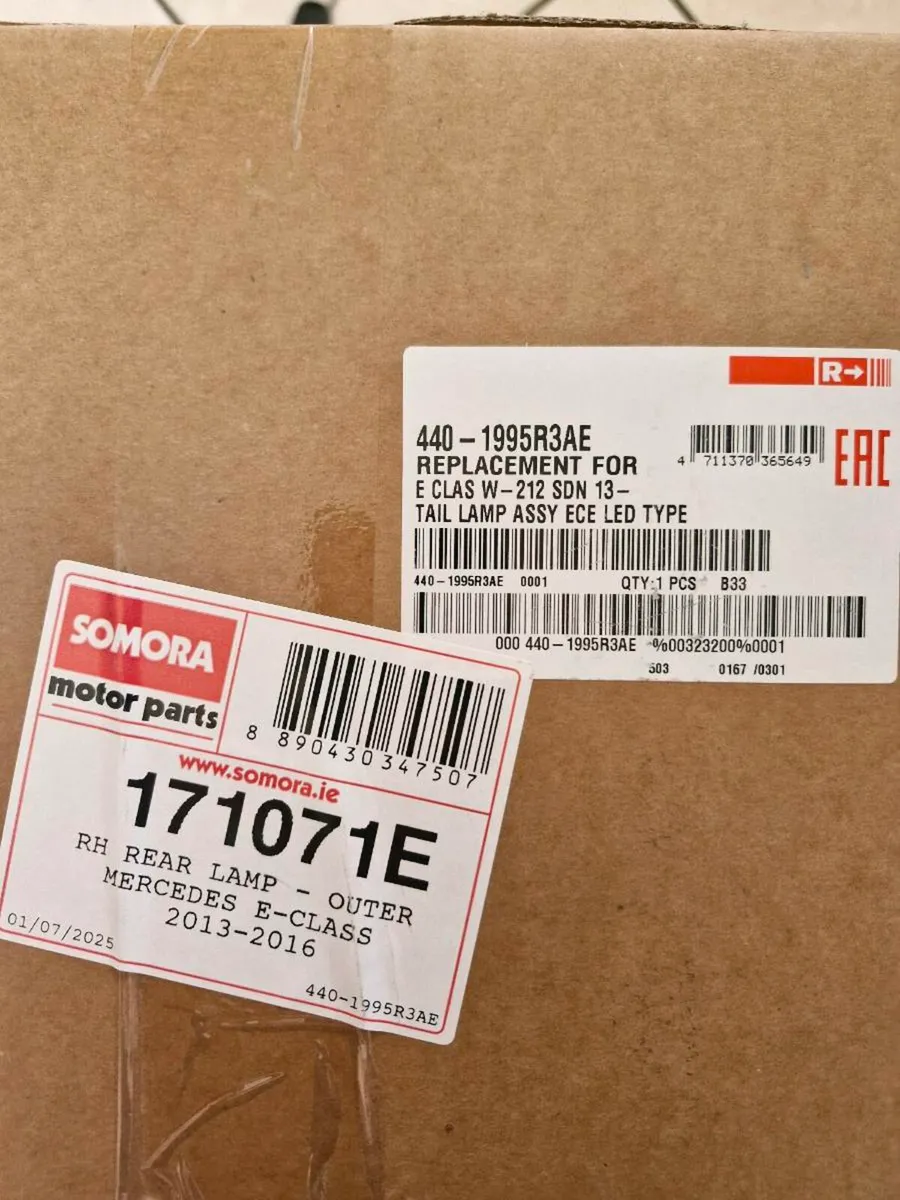 R→
440-1995R3AE
REPLACEMENT FOR
E CLAS W-212 SDN 13-
TAIL LAMP ASSY ECE LED TYPE
4 711370 365649
EAC
440-1995R3AE 0001 QTY:1 PCS B33
000 440-1995R3AE %00323200%0001
503 0167 /0301
SOMORA
motor parts
8 890430 347507
www.somora.ie
171071E
RH REAR LAMP - OUTER
MERCEDES E-CLASS
2013-2016
01/07/2025
440-1995R3AE